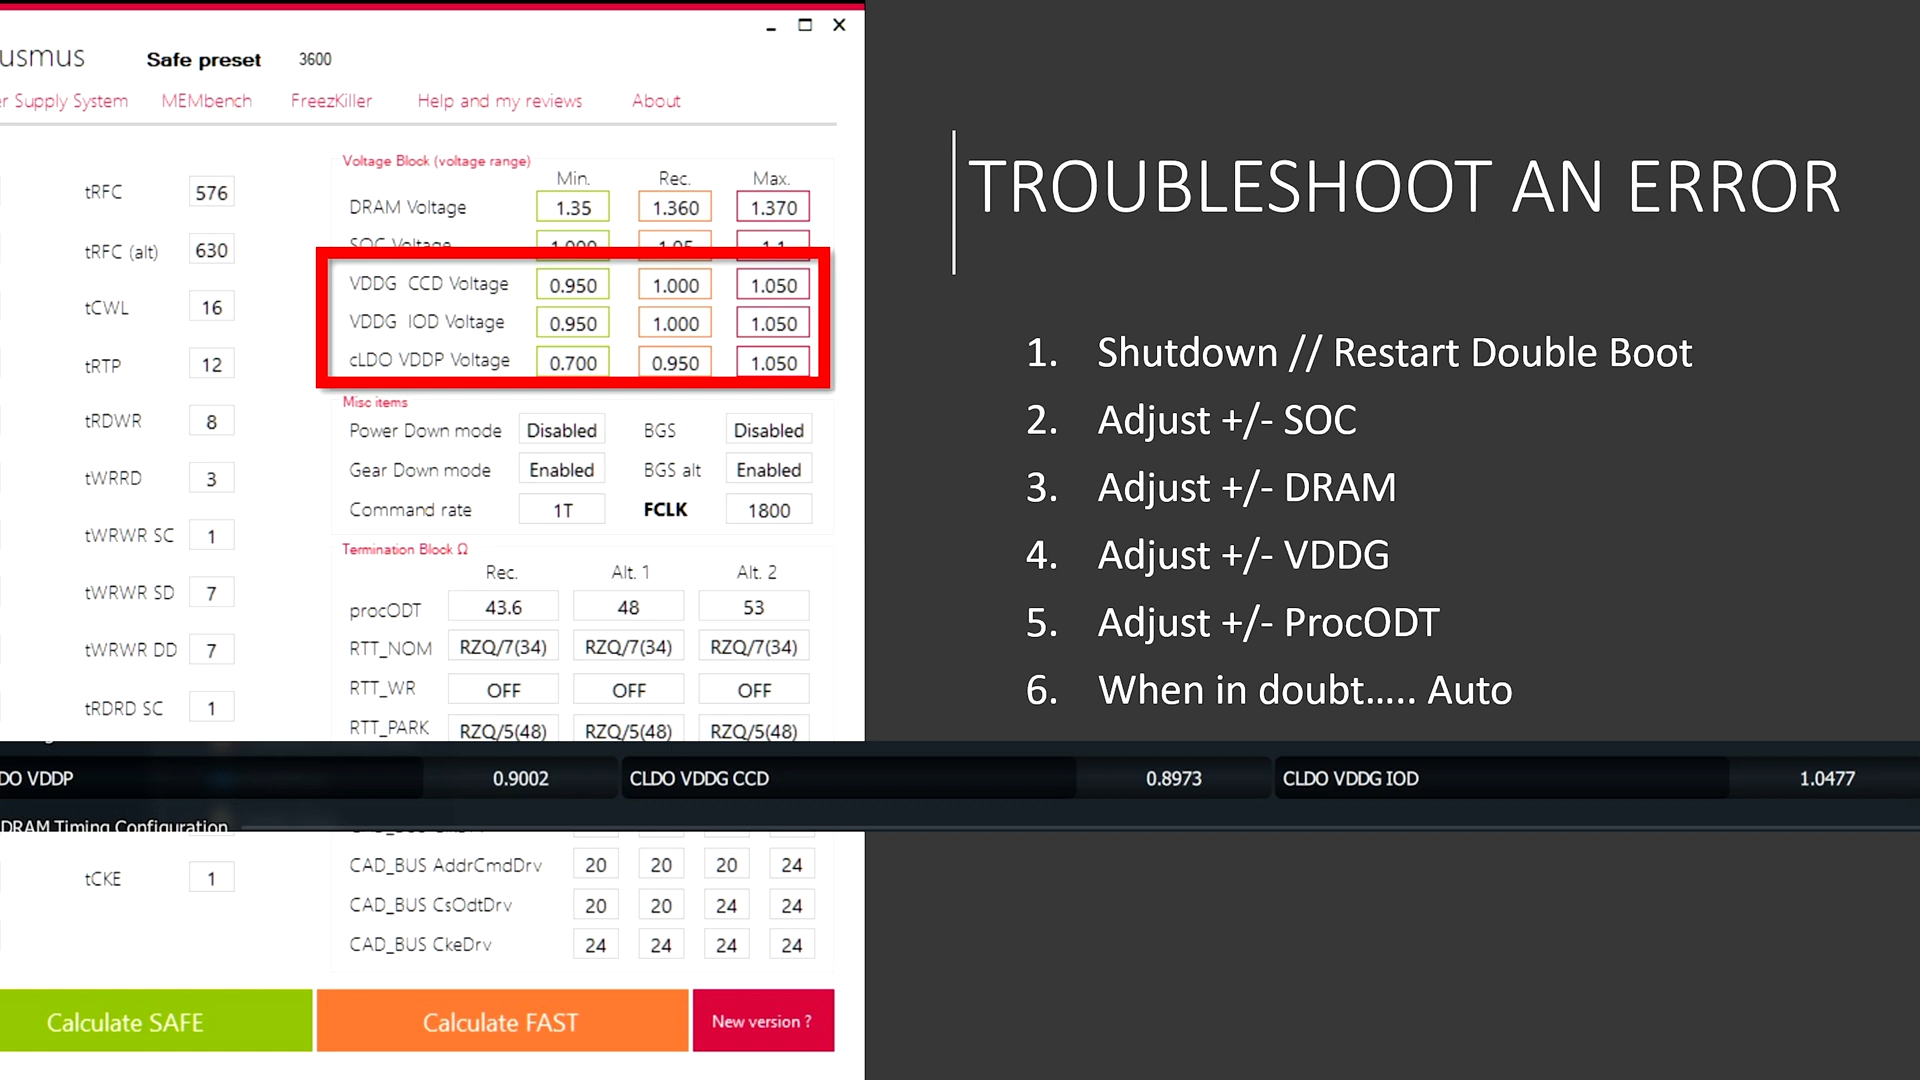 usmus Safe preset 3600
er Supply System MEMbench FreezKiller Help and my reviews About
Voltage Block (voltage range)
Min. Rec. Max.
DRAM Voltage 1.35 1.360 1.370
SOC Voltage 1.000 1.05 1.1
VDDG CCD Voltage 0.950 1.000 1.050
VDDG IOD Voltage 0.950 1.000 1.050
cLDO VDDP Voltage 0.700 0.950 1.050
tRFC 576
tRFC (alt) 630
tCWL 16
tRTP 12
tRDWR 8
tWRRD 3
tWRWR SC 1
tWRWR SD 7
tWRWR DD 7
tRDRD SC 1
Misc items
Power Down mode Disabled BGS Disabled
Gear Down mode Enabled BGS alt Enabled
Command rate 1T FCLK 1800
Termination Block Ω
Rec. Alt. 1 Alt. 2
procODT 43.6 48 53
RTT_NOM RZQ/7(34) RZQ/7(34) RZQ/7(34)
RTT_WR OFF OFF OFF
RTT_PARK RZQ/5(48) RZQ/5(48) RZQ/5(48)
DO VDDP 0.9002 CLDO VDDG CCD 0.8973 CLDO VDDG IOD 1.0477
DRAM Timing Configuration
tCKE 1
CAD_BUS AddrCmdDrv 20 20 20 24
CAD_BUS CsOdtDrv 20 20 24 24
CAD_BUS CkeDrv 24 24 24 24
Calculate SAFE Calculate FAST New version ?
TROUBLESHOOT AN ERROR
1. Shutdown // Restart Double Boot
2. Adjust +/- SOC
3. Adjust +/- DRAM
4. Adjust +/- VDDG
5. Adjust +/- ProcODT
6. When in doubt….. Auto